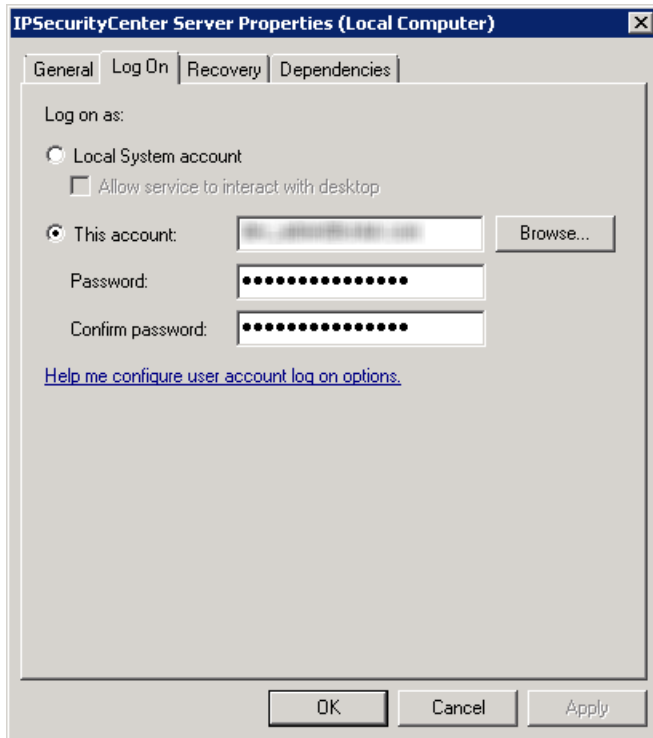 IPSecurityCenter Server Properties (Local Computer)
General Log On Recovery Dependencies
Log on as:
Local System account
Allow service to interact with desktop
This account: Browse...
Password: ●●●●●●●●●●●●●●●
Confirm password: ●●●●●●●●●●●●●●●
Help me configure user account log on options.
OK Cancel Apply